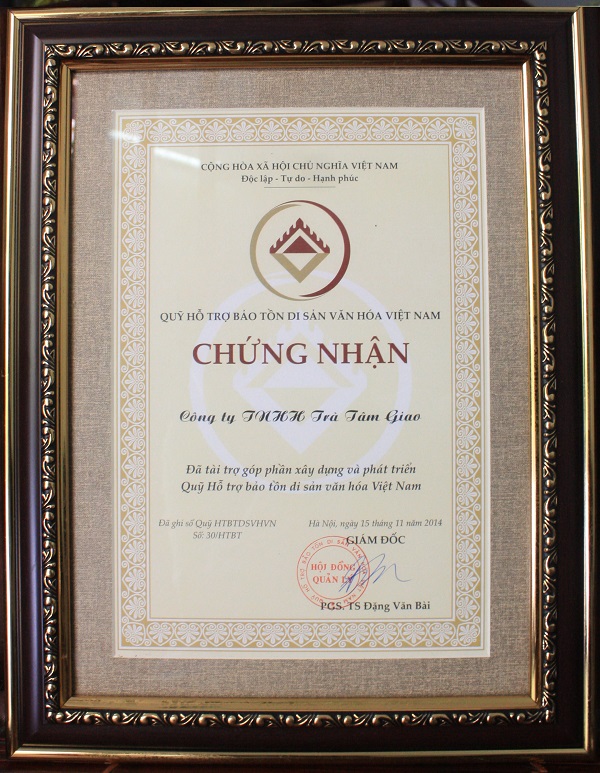 CỘNG HÒA XÃ HỘI CHỦ NGHĨA VIỆT NAM
Độc lập - Tự do - Hạnh phúc
QUỸ HỖ TRỢ BẢO TỒN DI SẢN VĂN HÓA VIỆT NAM
CHỨNG NHẬN
Công ty TNHH Trà Tâm Giao
Đã tài trợ góp phần xây dựng và phát triển
Quỹ Hỗ trợ bảo tồn di sản văn hóa Việt Nam
Đã ghi sổ Quỹ HTBTDSVHVN
Số: 30/HTBT
Hà Nội, ngày 15 tháng 11 năm 2014
GIÁM ĐỐC
HỘI ĐỒNG
QUẢN LÝ
PGS. TS Đặng Văn Bài